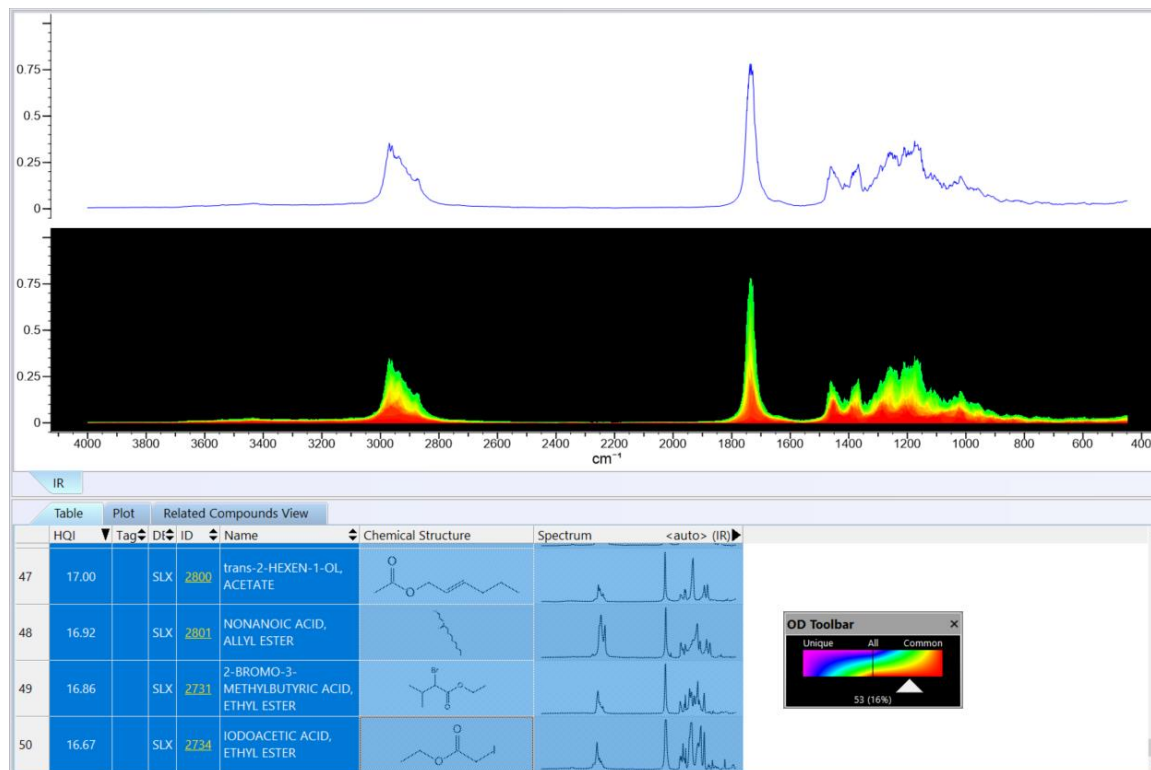 0.75
0.5
0.25
0
0.75
0.5
0.25
0
4000 3800 3600 3400 3200 3000 2800 2600 2400 2200 2000 1800 1600 1400 1200 1000 800 600 400
cm⁻¹
IR
Table Plot Related Compounds View
HQI Tag ID Name Chemical Structure Spectrum <auto> (IR)
47 17.00 SLX 2800 trans-2-HEXEN-1-OL,
ACETATE
O
O
48 16.92 SLX 2801 NONANOIC ACID,
ALLYL ESTER
49 16.86 SLX 2731 2-BROMO-3-
METHYLBUTYRIC ACID,
ETHYL ESTER
Br
O
O
50 16.67 SLX 2734 IODOACETIC ACID,
ETHYL ESTER
O
O
I
OD Toolbar ×
Unique All Common
53 (16%)